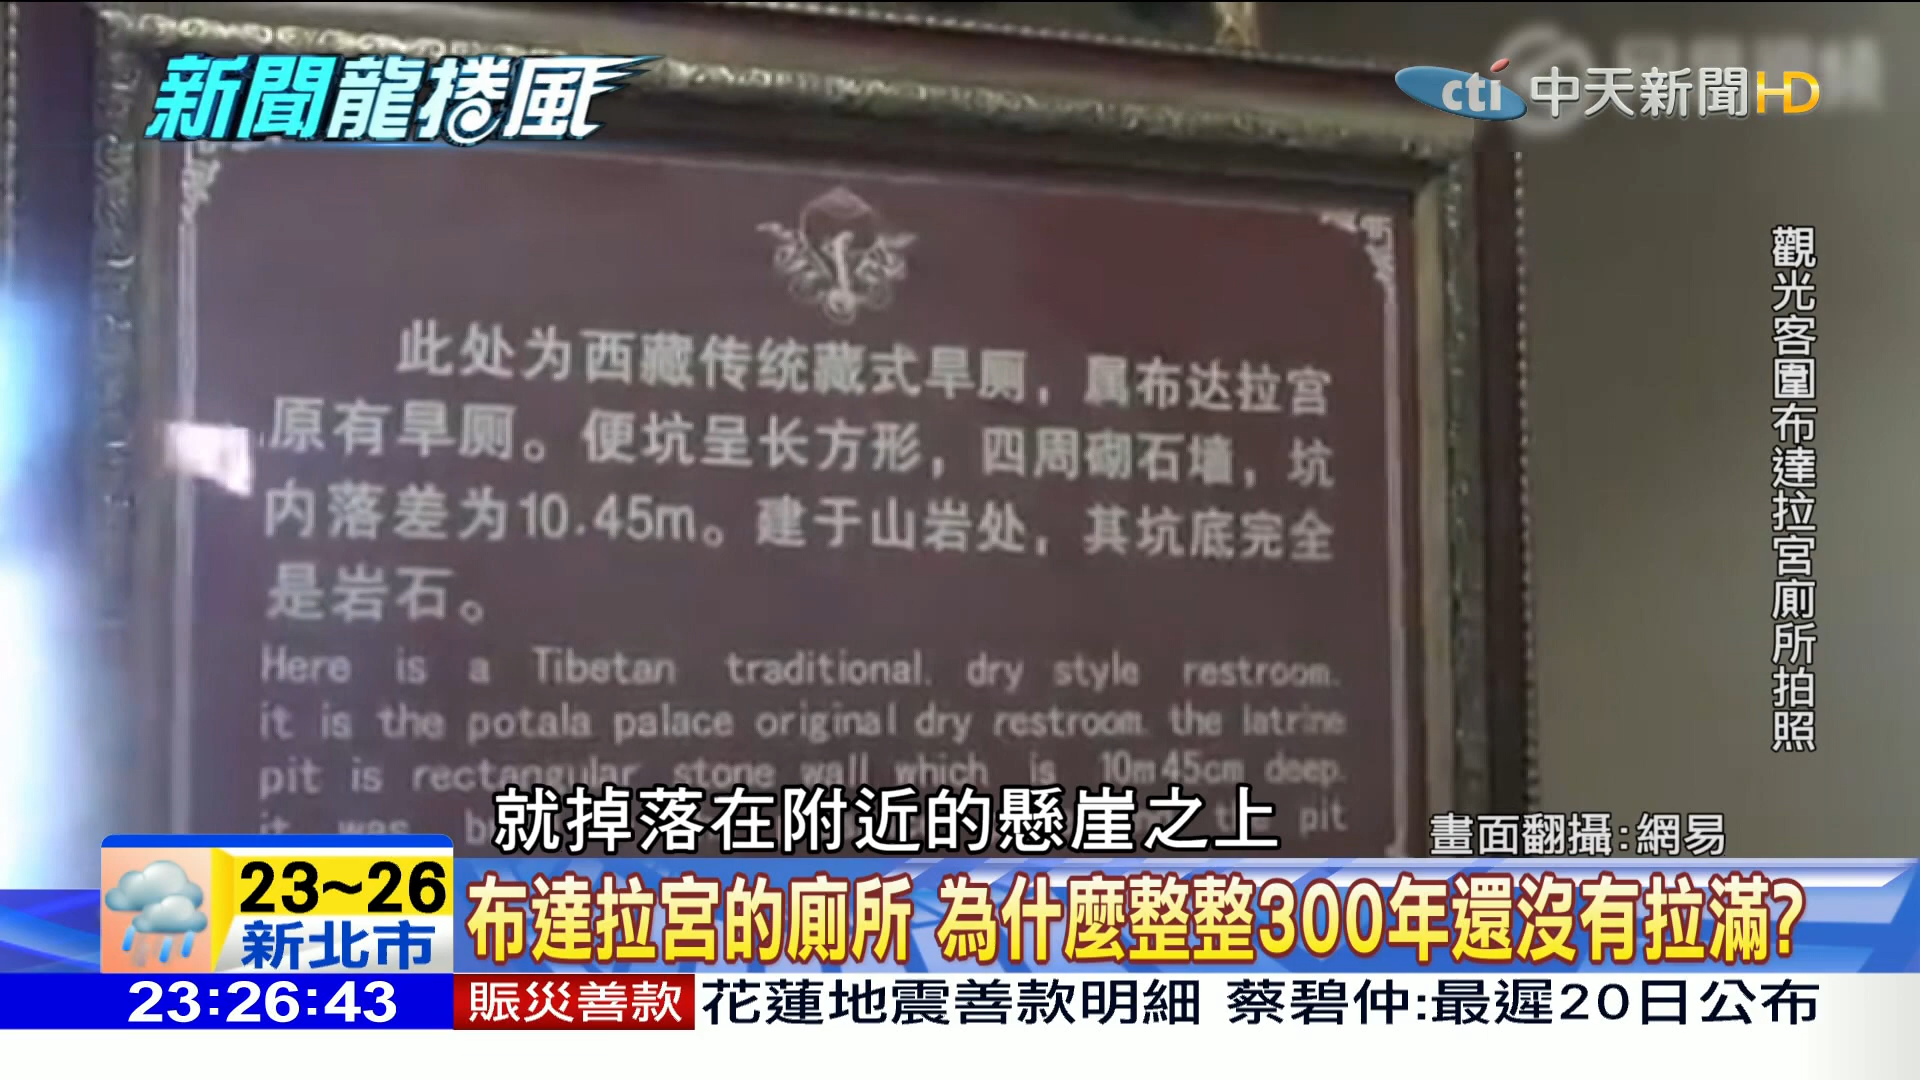 新聞龍捲風
cti 中天新聞HD
觀光客圍布達拉宮廁所拍照
此处为西藏传统藏式旱厕，属布达拉宫
原有旱厕。便坑呈长方形，四周砌石墙，坑
内落差为10.45m。建于山岩处，其坑底完全
是岩石。
Here is a Tibetan traditional. dry style restroom.
it is the potala palace original dry restroom. the latrine
pit is rectangular stone wall which is 10m45cm deep.
it was the pit
就掉落在附近的懸崖之上
畫面翻攝:網易
23~26
新北市
布達拉宮的廁所 為什麼整整300年還沒有拉滿?
23:26:43
賑災善款 花蓮地震善款明細 蔡碧仲:最遲20日公布